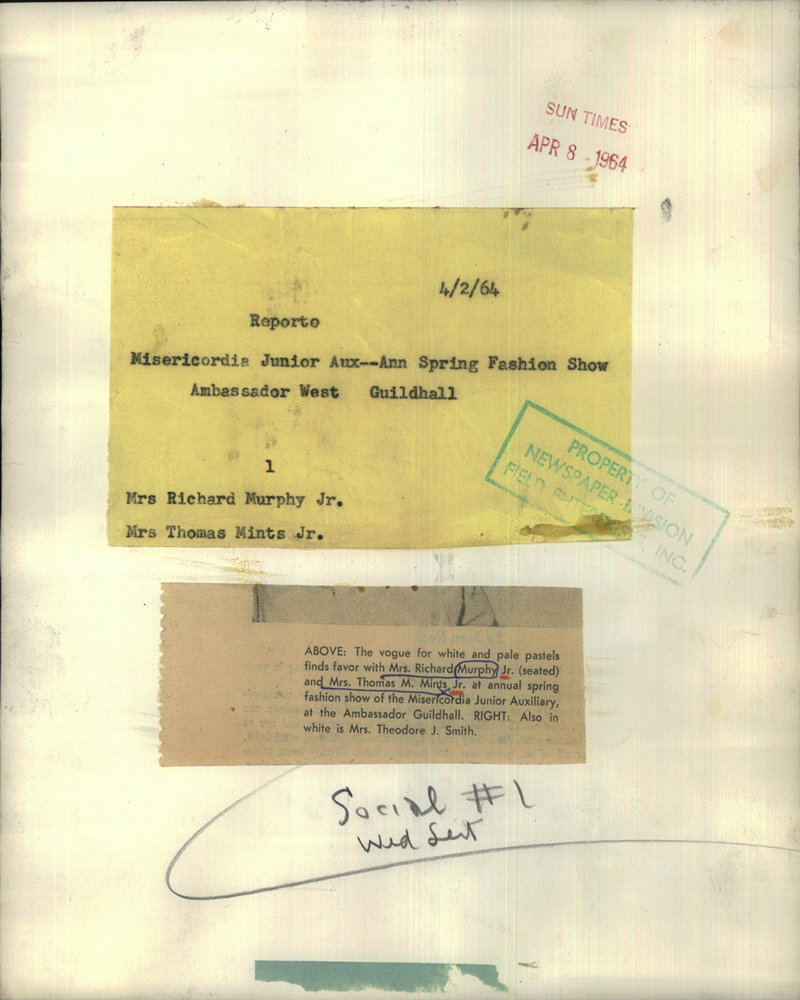 SUN TIMES
APR 8 1964
4/2/64
Reporto
Misericordia Junior Aux--Ann Spring Fashion Show
Ambassador West Guildhall
1
Mrs Richard Murphy Jr.
Mrs Thomas Mints Jr.
PROPERTY OF
NEWSPAPER DIVISION
FIELD ENTERPRISES, INC.
ABOVE: The vogue for white and pale pastels
finds favor with Mrs. Richard Murphy Jr. (seated)
and Mrs. Thomas M. Mints Jr. at annual spring
fashion show of the Misericordia Junior Auxiliary,
at the Ambassador Guildhall. RIGHT: Also in
white is Mrs. Theodore J. Smith.
Social #1
Wed